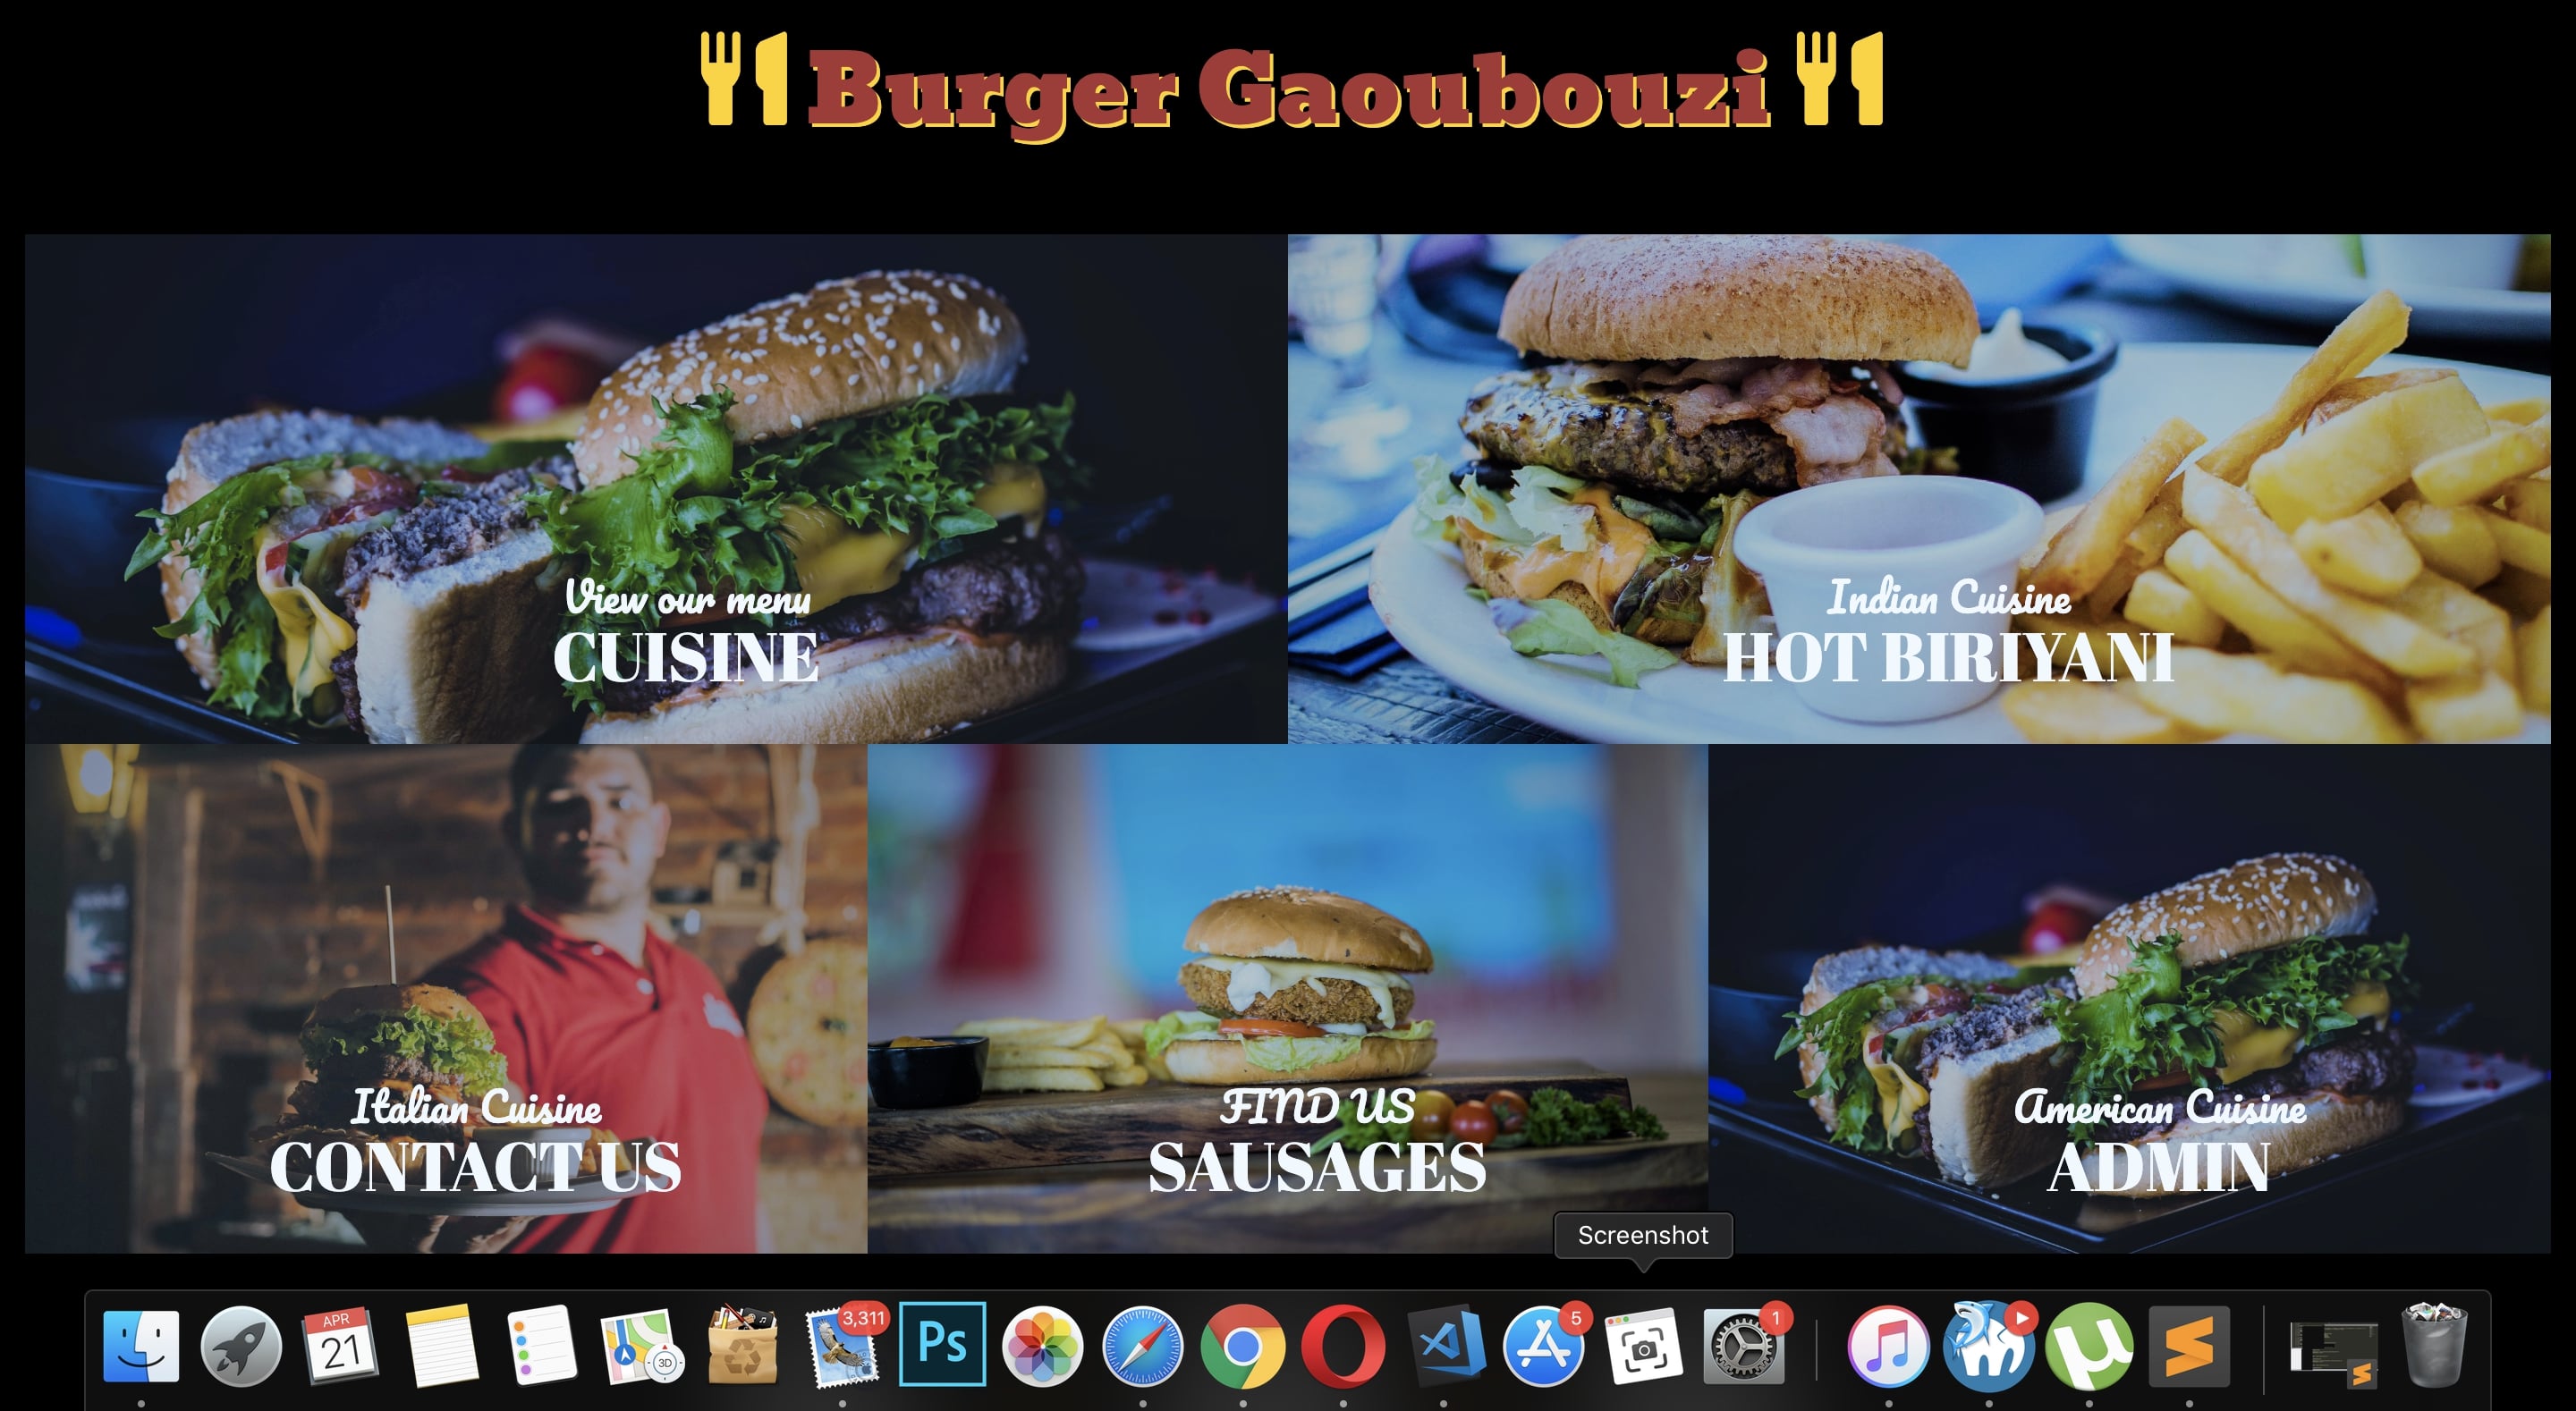 Burger Gaoubouzi
View our menu
CUISINE
Indian Cuisine
HOT BIRIYANI
Italian Cuisine
CONTACT US
FIND US
SAUSAGES
American Cuisine
ADMIN
Screenshot
APR
21
3D
3,311
Ps
5
1